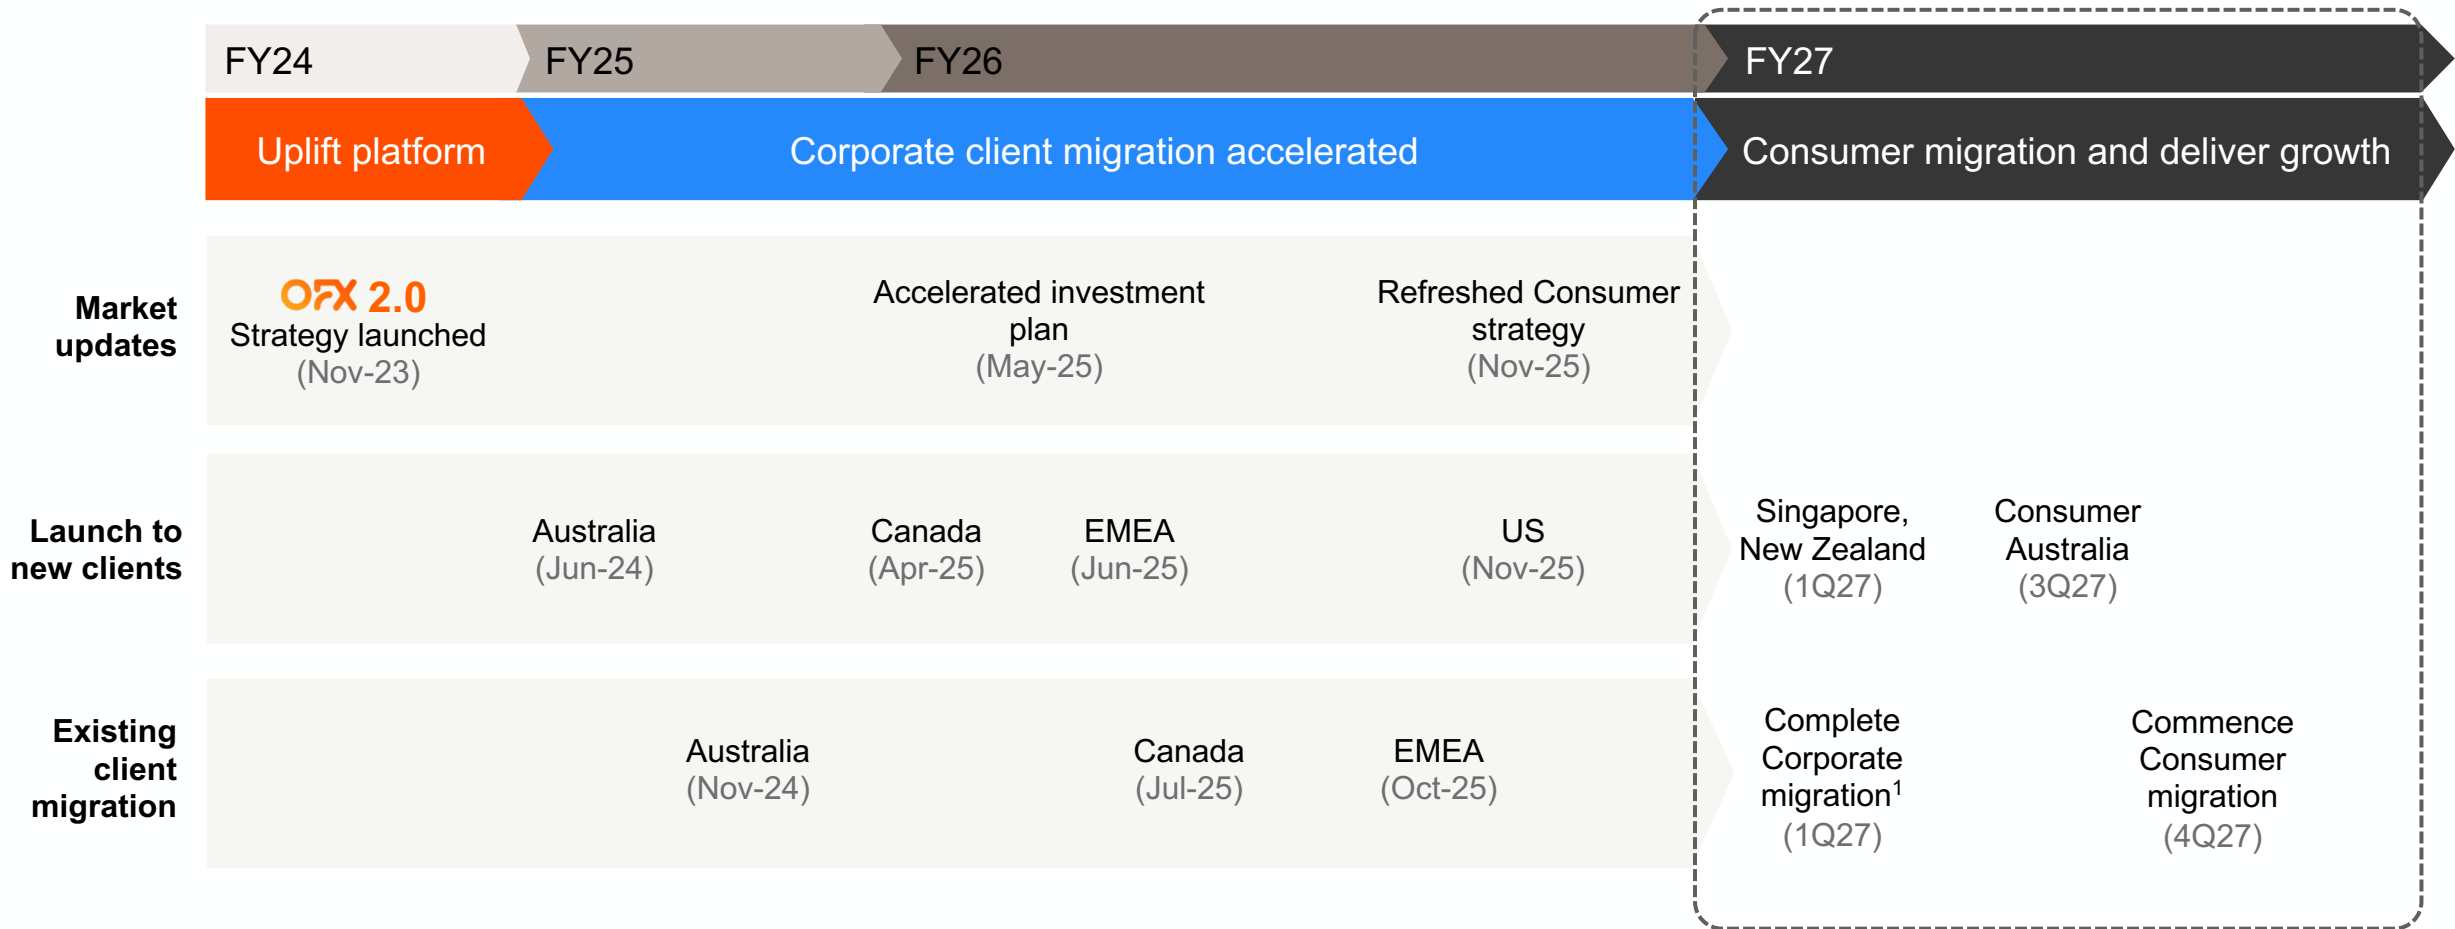 FY24
FY25
FY26
FY27
Uplift platform
Corporate client migration accelerated
Consumer migration and deliver growth
Market
updates
OFX 2.0
Strategy launched
(Nov-23)
Accelerated investment
plan
(May-25)
Refreshed Consumer
strategy
(Nov-25)
Launch to
new clients
Australia
(Jun-24)
Canada
(Apr-25)
EMEA
(Jun-25)
US
(Nov-25)
Singapore,
New Zealand
(1Q27)
Consumer
Australia
(3Q27)
Existing
client
migration
Australia
(Nov-24)
Canada
(Jul-25)
EMEA
(Oct-25)
Complete
Corporate
migration¹
(1Q27)
Commence
Consumer
migration
(4Q27)